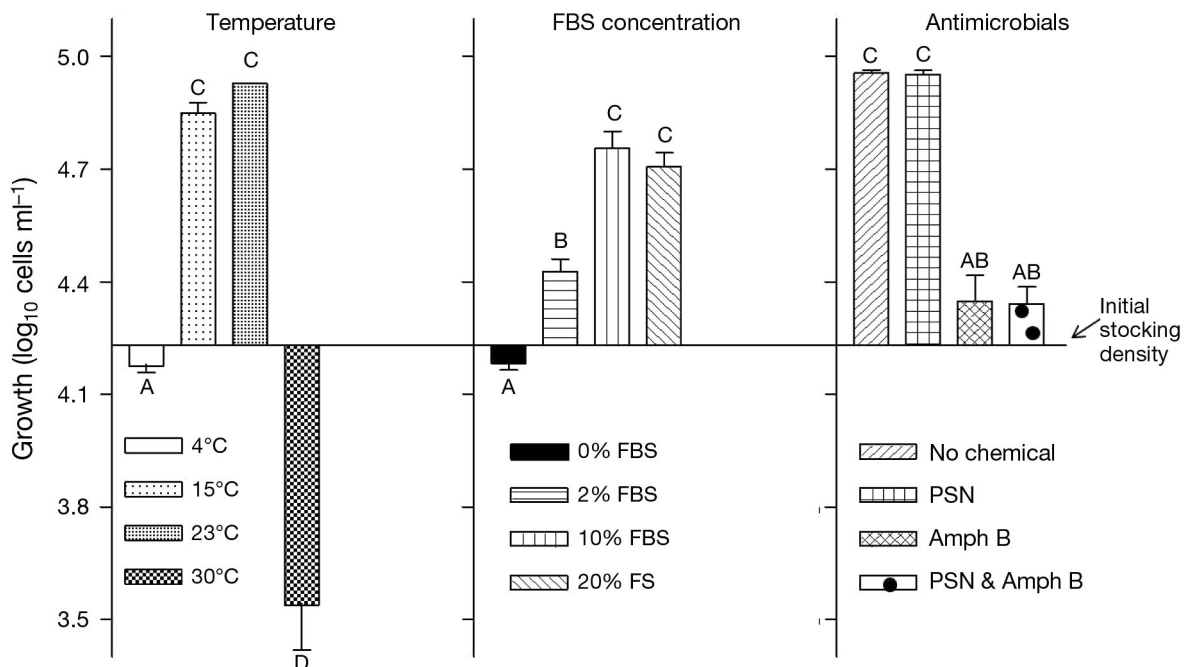 Temperature
FBS concentration
Antimicrobials
Growth (log10 cells ml−1)
5.0
4.7
4.4
4.1
3.8
3.5
A
C
C
D
4°C
15°C
23°C
30°C
A
B
C
C
0% FBS
2% FBS
10% FBS
20% FS
C
C
AB
AB
No chemical
PSN
Amph B
PSN & Amph B
Initial
stocking
density